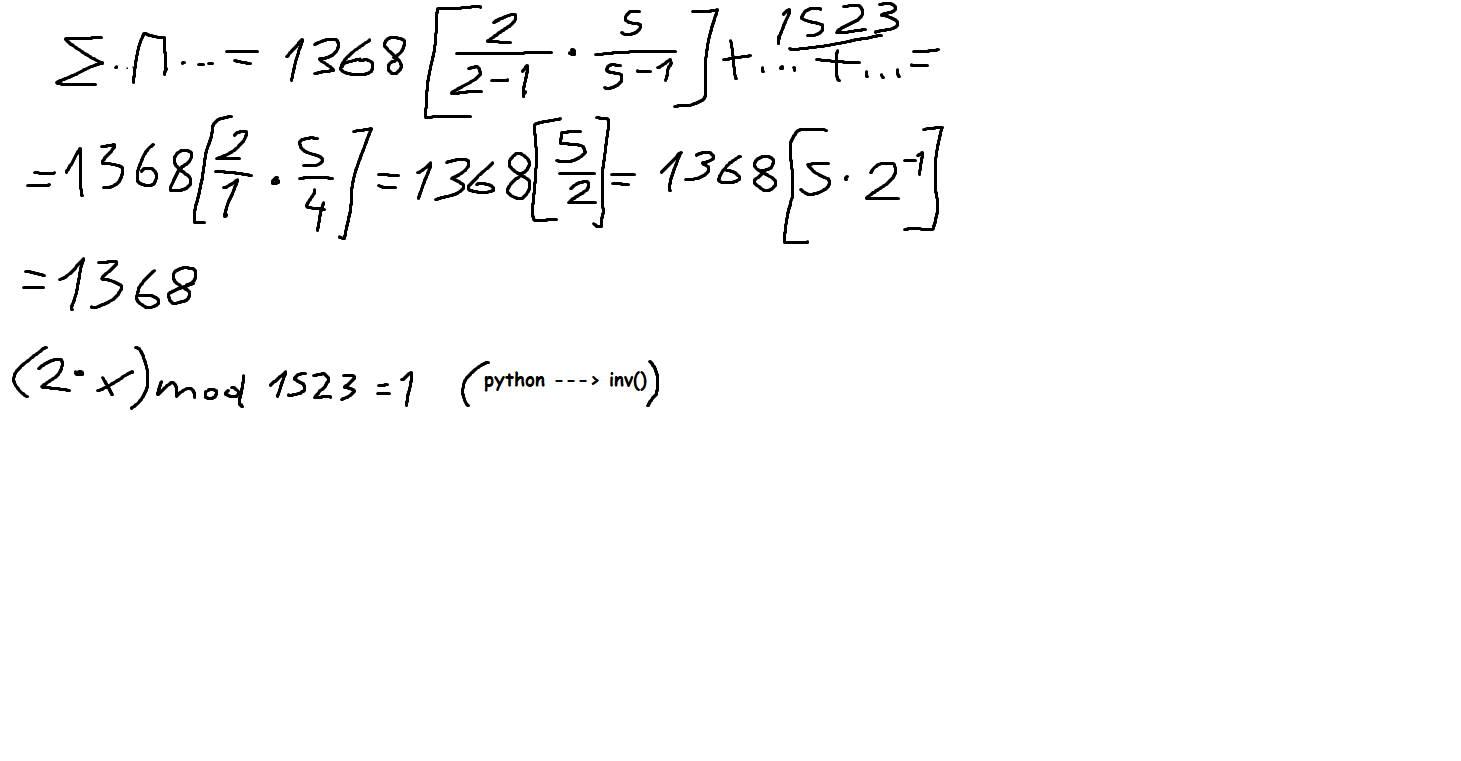 Σ..Π... = 1368 [2/(2-1) · 5/(5-1)] + ... 1523/+... =
= 1368 [2/1 · 5/4] = 1368 [5/2] = 1368 [5 · 2⁻¹]
= 1368
(2 · x) mod 1523 = 1 (python ---> inv())